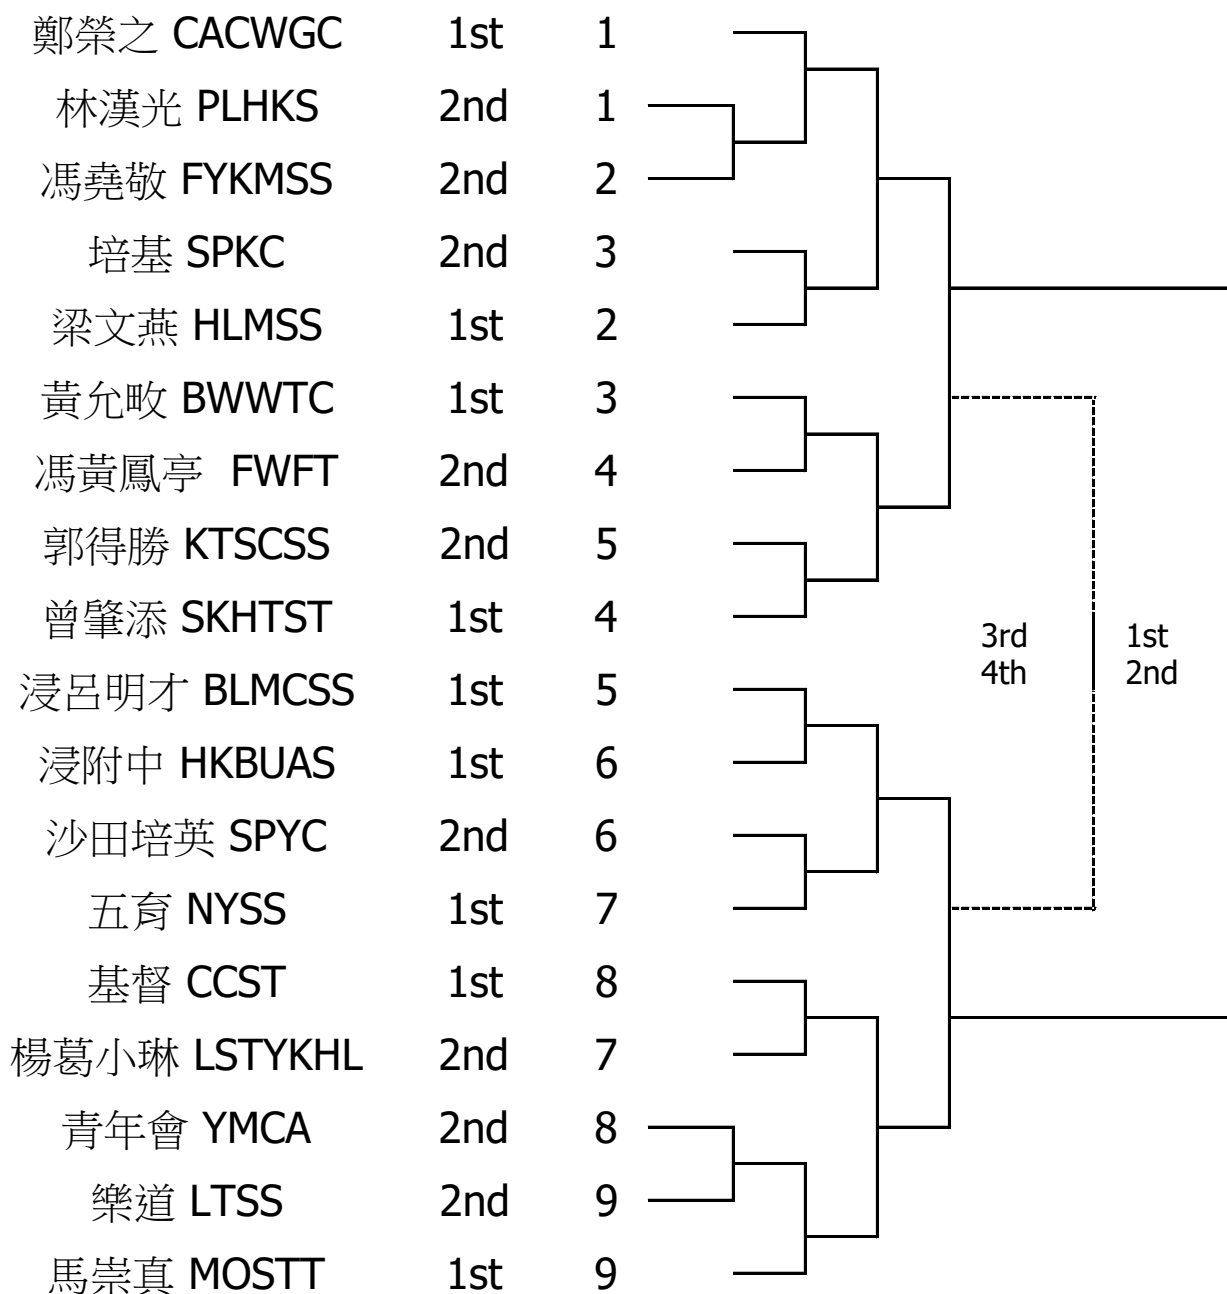 鄭榮之 CACWGC 1st 1
林漢光 PLHKS 2nd 1
馮堯敬 FYKMSS 2nd 2
培基 SPKC 2nd 3
梁文燕 HLMSS 1st 2
黃允畋 BWWTC 1st 3
馮黃鳳亭 FWFT 2nd 4
郭得勝 KTSCSS 2nd 5
曾肇添 SKHTST 1st 4
3rd 1st
4th 2nd
浸呂明才 BLMCSS 1st 5
浸附中 HKBUAS 1st 6
沙田培英 SPYC 2nd 6
五育 NYSS 1st 7
基督 CCST 1st 8
楊葛小琳 LSTYKHL 2nd 7
青年會 YMCA 2nd 8
樂道 LTSS 2nd 9
馬崇真 MOSTT 1st 9